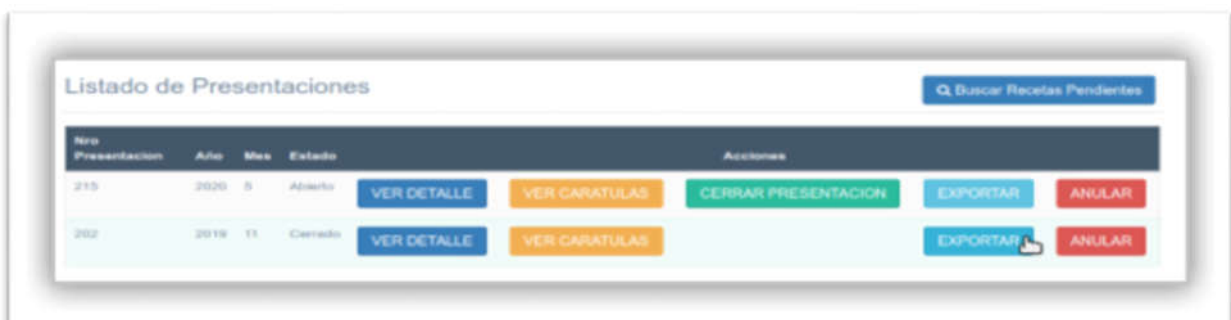 Listado de Presentaciones
Buscar Recetas Pendientes
Nro Presentacion Año Mes Estado Acciones
215 2020 5 Abierto VER DETALLE VER CARATULAS CERRAR PRESENTACION EXPORTAR ANULAR
202 2019 11 Cerrado VER DETALLE VER CARATULAS EXPORTAR ANULAR